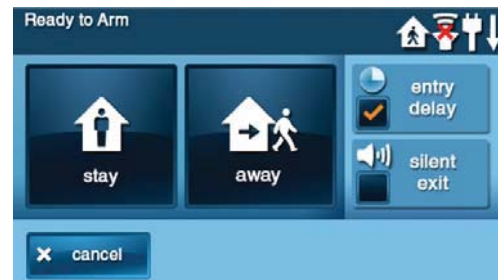 Ready to Arm
stay
away
entry
delay
silent
exit
cancel